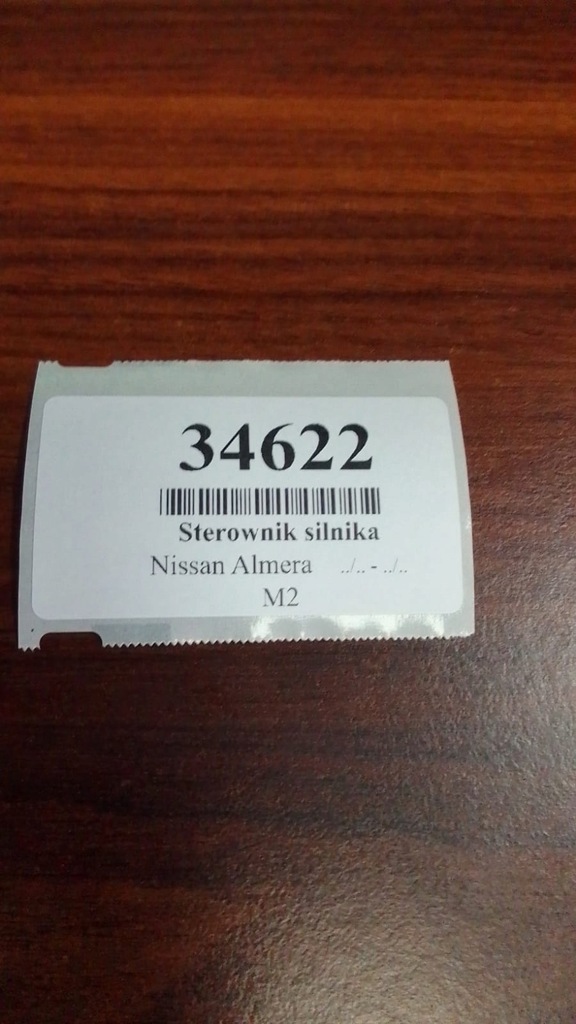 34622
Sterownik silnika
Nissan Almera ../.. - ../..
M2